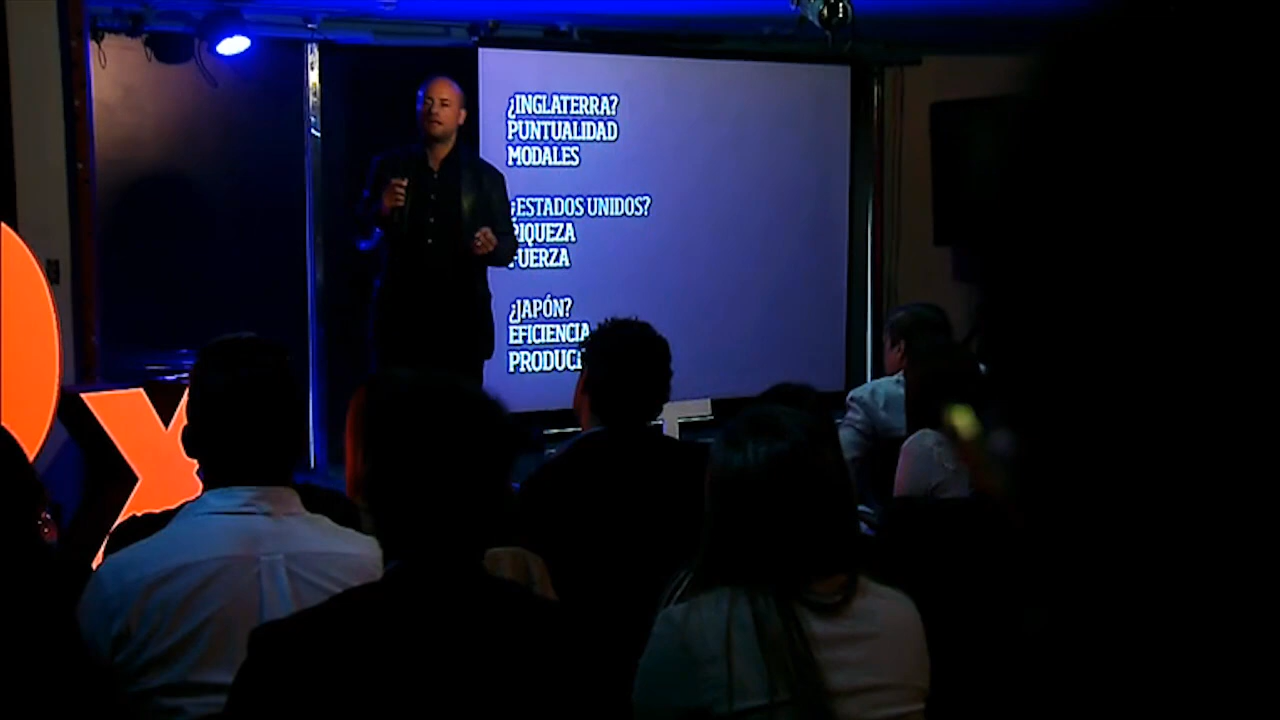 ¿INGLATERRA?
PUNTUALIDAD
MODALES
¿ESTADOS UNIDOS?
RIQUEZA
FUERZA
¿JAPÓN?
EFICIENCIA
x